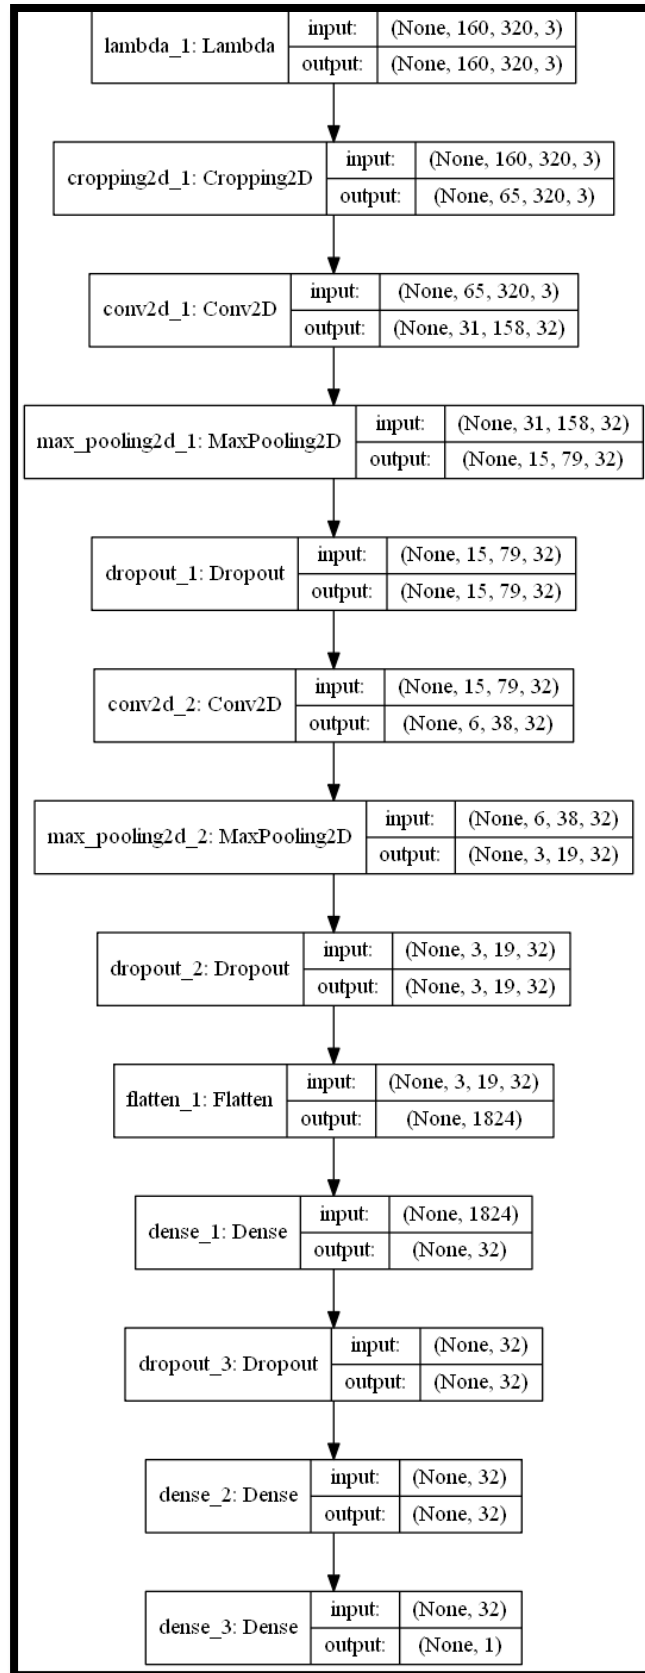 lambda_1: Lambda input: (None, 160, 320, 3)
output: (None, 160, 320, 3)
cropping2d_1: Cropping2D input: (None, 160, 320, 3)
output: (None, 65, 320, 3)
conv2d_1: Conv2D input: (None, 65, 320, 3)
output: (None, 31, 158, 32)
max_pooling2d_1: MaxPooling2D input: (None, 31, 158, 32)
output: (None, 15, 79, 32)
dropout_1: Dropout input: (None, 15, 79, 32)
output: (None, 15, 79, 32)
conv2d_2: Conv2D input: (None, 15, 79, 32)
output: (None, 6, 38, 32)
max_pooling2d_2: MaxPooling2D input: (None, 6, 38, 32)
output: (None, 3, 19, 32)
dropout_2: Dropout input: (None, 3, 19, 32)
output: (None, 3, 19, 32)
flatten_1: Flatten input: (None, 3, 19, 32)
output: (None, 1824)
dense_1: Dense input: (None, 1824)
output: (None, 32)
dropout_3: Dropout input: (None, 32)
output: (None, 32)
dense_2: Dense input: (None, 32)
output: (None, 32)
dense_3: Dense input: (None, 32)
output: (None, 1)